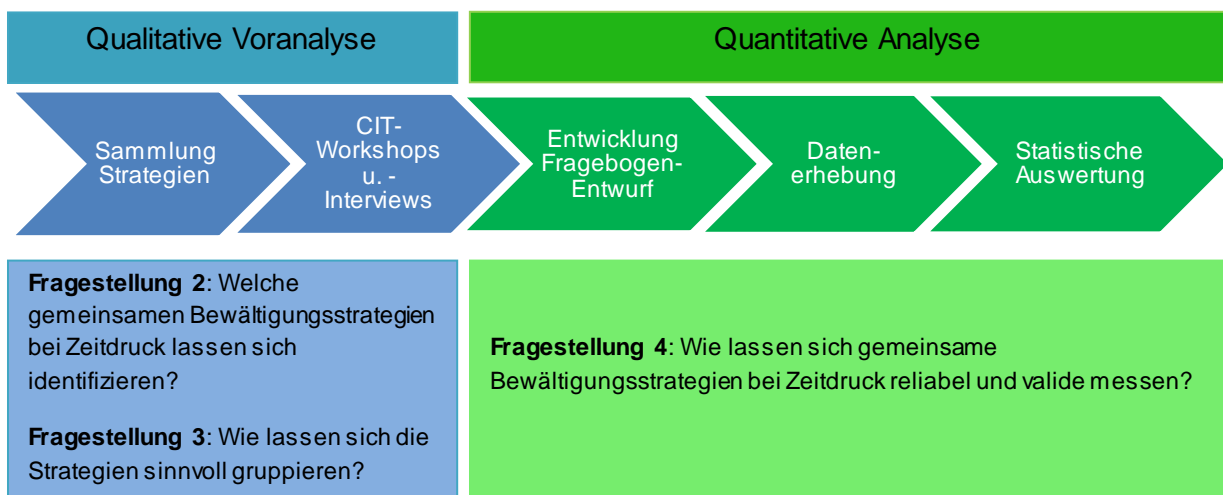 Qualitative Voranalyse
Quantitative Analyse
Sammlung
Strategien
CIT-
Workshops
u. -
Interviews
Entwicklung
Fragebogen-
Entwurf
Daten-
erhebung
Statistische
Auswertung
Fragestellung 2: Welche
gemeinsamen Bewältigungsstrategien
bei Zeitdruck lassen sich
identifizieren?
Fragestellung 3: Wie lassen sich die
Strategien sinnvoll gruppieren?
Fragestellung 4: Wie lassen sich gemeinsame
Bewältigungsstrategien bei Zeitdruck reliabel und valide messen?